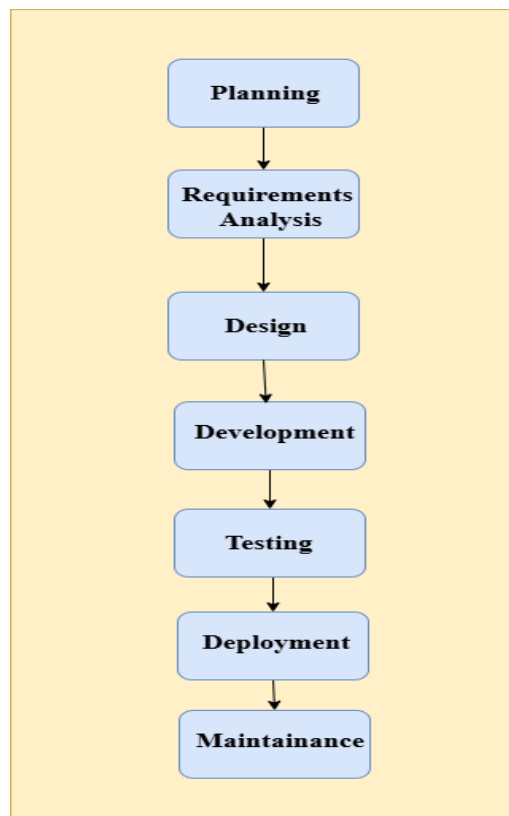 Planning
Requirements
Analysis
Design
Development
Testing
Deployment
Maintainance